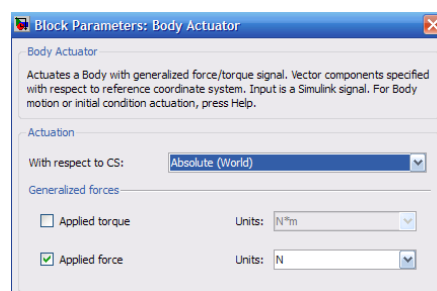 Block Parameters: Body Actuator
Body Actuator
Actuates a Body with generalized force/torque signal. Vector components specified
with respect to reference coordinate system. Input is a Simulink signal. For Body
motion or initial condition actuation, press Help.
Actuation
With respect to CS: Absolute (World)
Generalized forces
Applied torque Units: N*m
Applied force Units: N